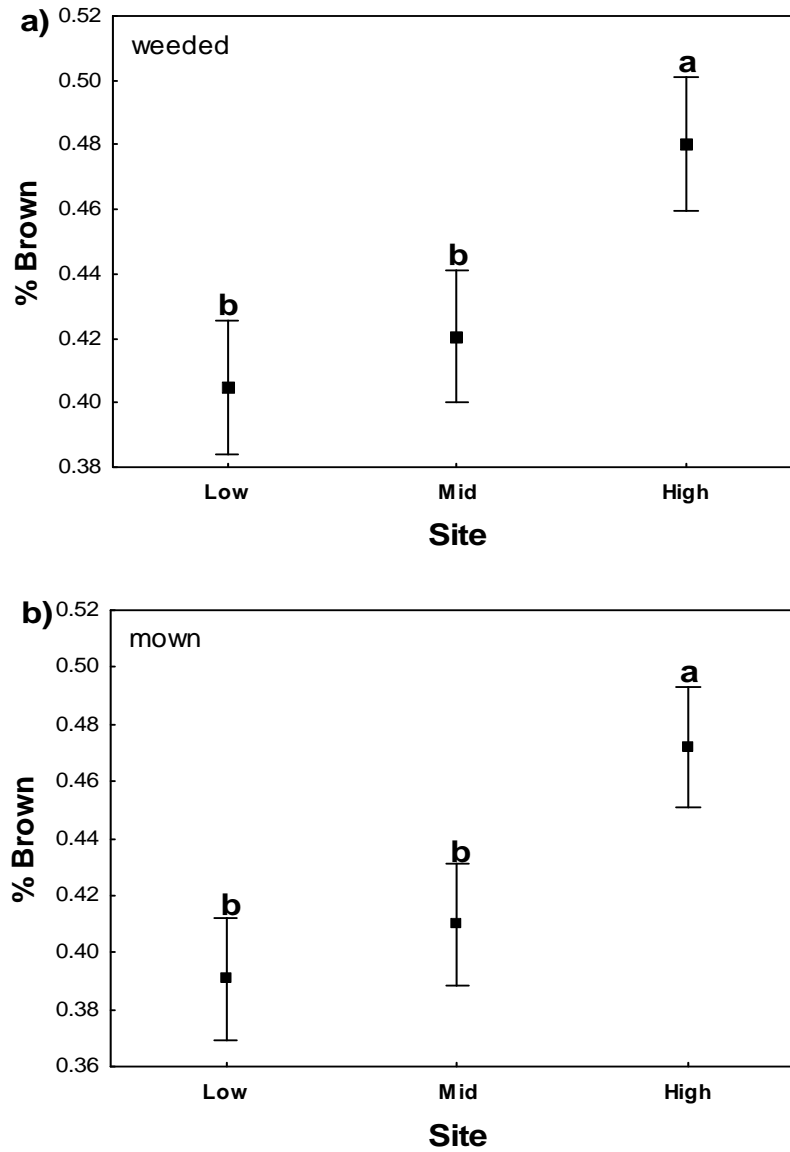 a)
weeded
% Brown
0.52
0.50
0.48
0.46
0.44
0.42
0.40
0.38
b
b
a
Low Mid High
Site
b)
mown
% Brown
0.52
0.50
0.48
0.46
0.44
0.42
0.40
0.38
0.36
b
b
a
Low Mid High
Site